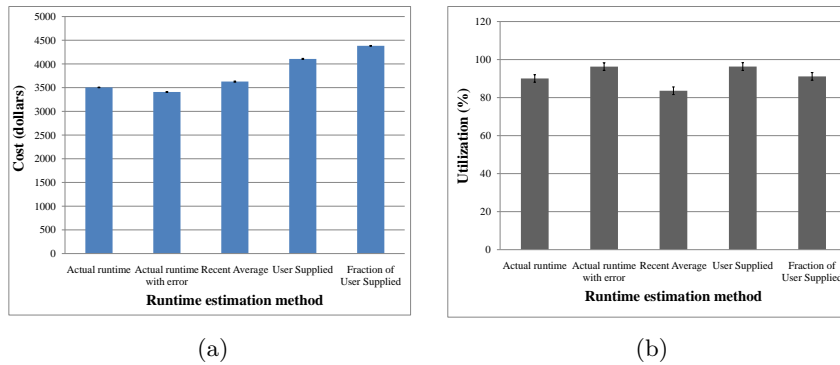 5000
4500
4000
3500
3000
2500
2000
1500
1000
500
0
Cost (dollars)
Actual runtime
Actual runtime with error
Recent Average
User Supplied
Fraction of User Supplied
Runtime estimation method
(a)
120
100
80
60
40
20
0
Utilization (%)
Actual runtime
Actual runtime with error
Recent Average
User Supplied
Fraction of User Supplied
Runtime estimation method
(b)